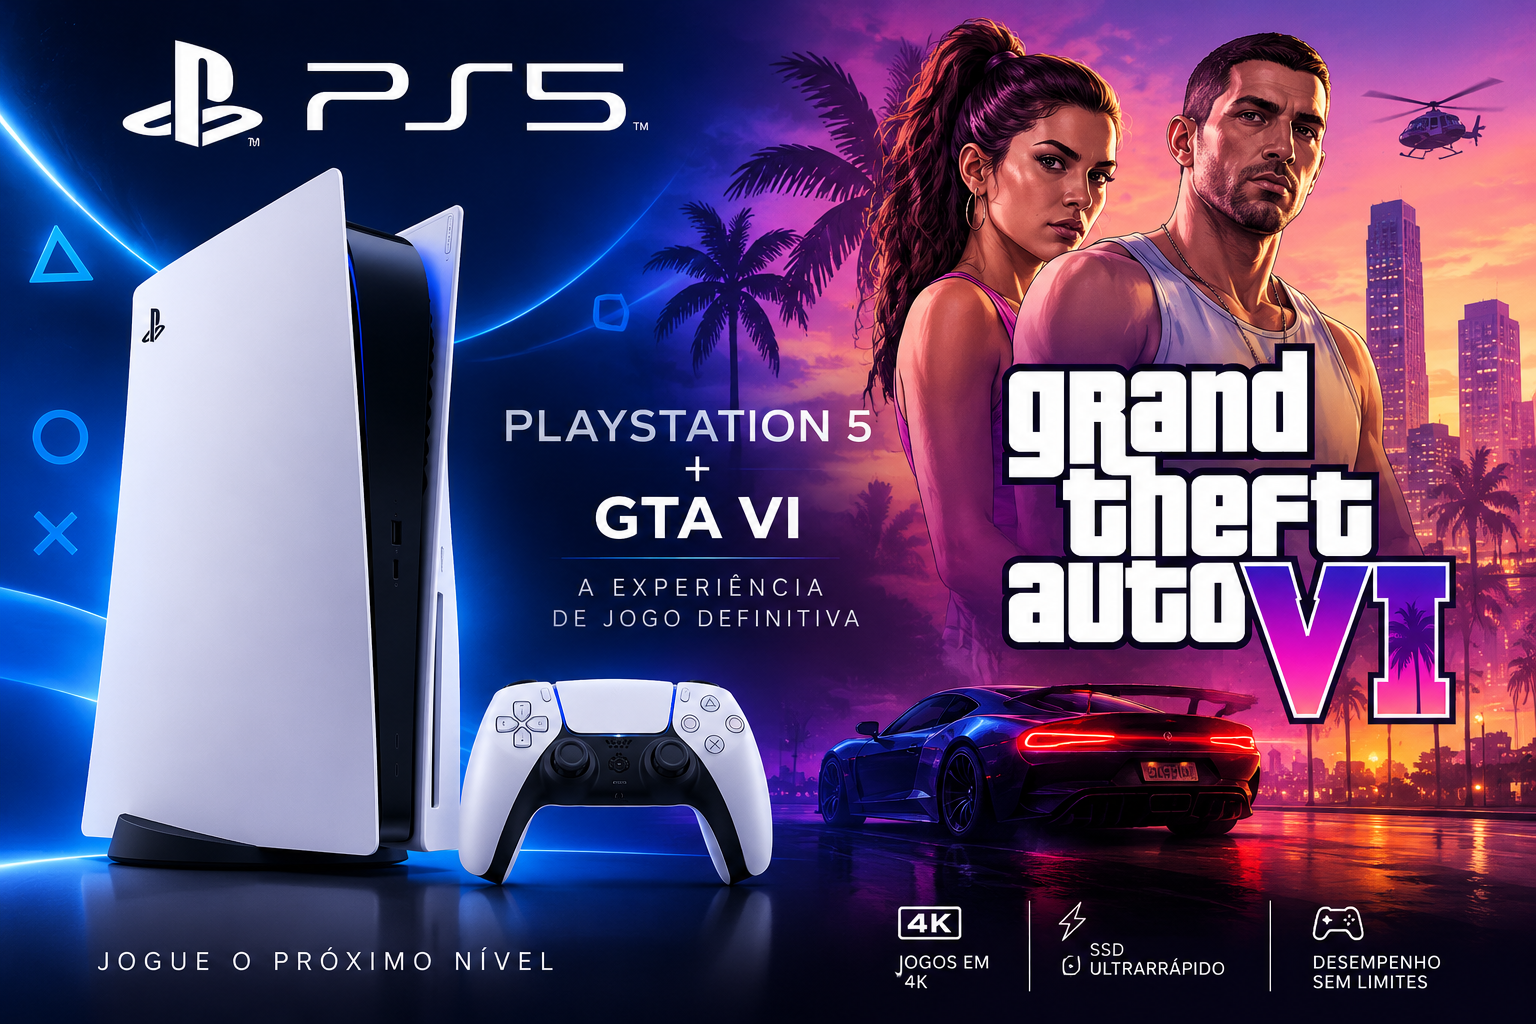 PS5™
PLAYSTATION 5
+
GTA VI
A EXPERIÊNCIA
DE JOGO DEFINITIVA
grand
theft
auto VI
JOGUE O PRÓXIMO NÍVEL
4K
JOGOS EM
4K
SSD
ULTRARRÁPIDO
DESEMPENHO
SEM LIMITES